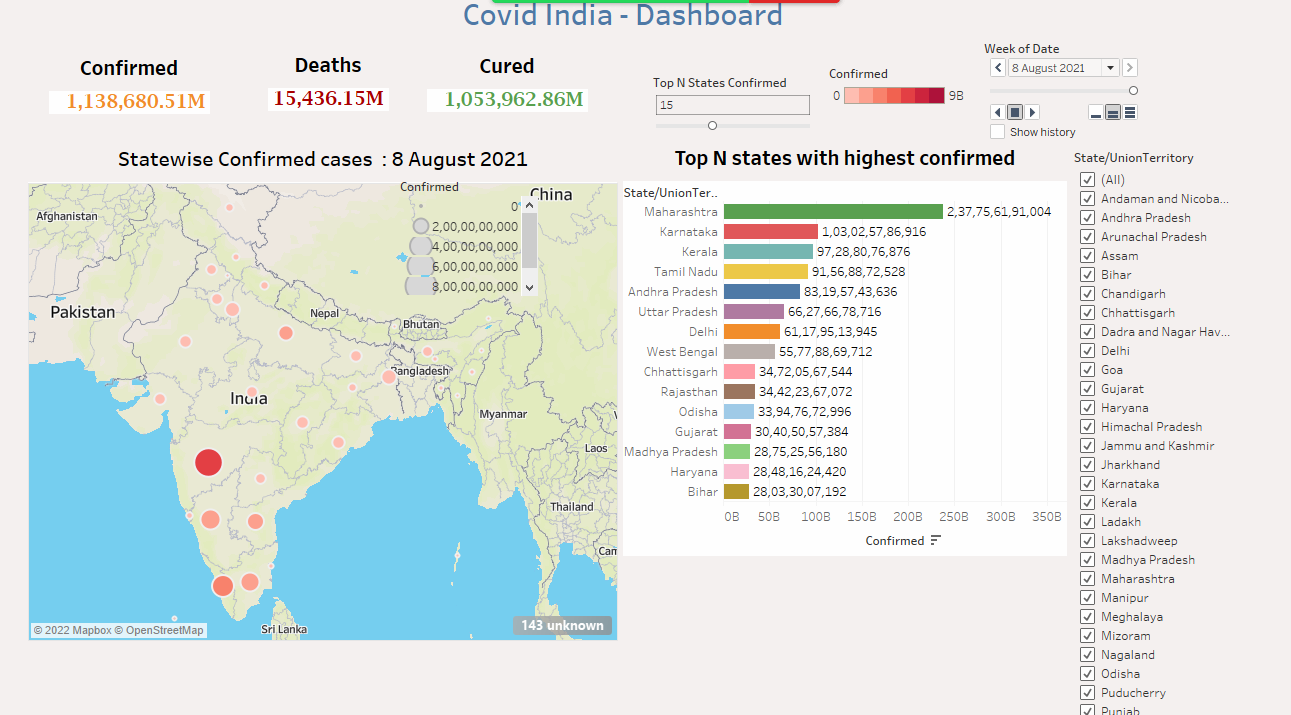 Covid India - Dashboard
Confirmed
1,138,680.51M
Deaths
15,436.15M
Cured
1,053,962.86M
Top N States Confirmed
15
Confirmed
0
9B
Week of Date
8 August 2021
Show history
Statewise Confirmed cases : 8 August 2021
Confirmed
0
2,00,00,00,000
4,00,00,00,000
6,00,00,00,000
8,00,00,00,000
China
Afghanistan
Pakistan
Nepal
Bhutan
Bangladesh
India
Myanmar
Laos
Thailand
Cam
Sri Lanka
© 2022 Mapbox © OpenStreetMap
143 unknown
Top N states with highest confirmed
State/UnionTer..
Maharashtra 2,37,75,61,91,004
Karnataka 1,03,02,57,86,916
Kerala 97,28,80,76,876
Tamil Nadu 91,56,88,72,528
Andhra Pradesh 83,19,57,43,636
Uttar Pradesh 66,27,66,78,716
Delhi 61,17,95,13,945
West Bengal 55,77,88,69,712
Chhattisgarh 34,72,05,67,544
Rajasthan 34,42,23,67,072
Odisha 33,94,76,72,996
Gujarat 30,40,50,57,384
Madhya Pradesh 28,75,25,56,180
Haryana 28,48,16,24,420
Bihar 28,03,30,07,192
0B 50B 100B 150B 200B 250B 300B 350B
Confirmed
State/UnionTerritory
(All)
Andaman and Nicoba...
Andhra Pradesh
Arunachal Pradesh
Assam
Bihar
Chandigarh
Chhattisgarh
Dadra and Nagar Hav...
Delhi
Goa
Gujarat
Haryana
Himachal Pradesh
Jammu and Kashmir
Jharkhand
Karnataka
Kerala
Ladakh
Lakshadweep
Madhya Pradesh
Maharashtra
Manipur
Meghalaya
Mizoram
Nagaland
Odisha
Puducherry
Punjab